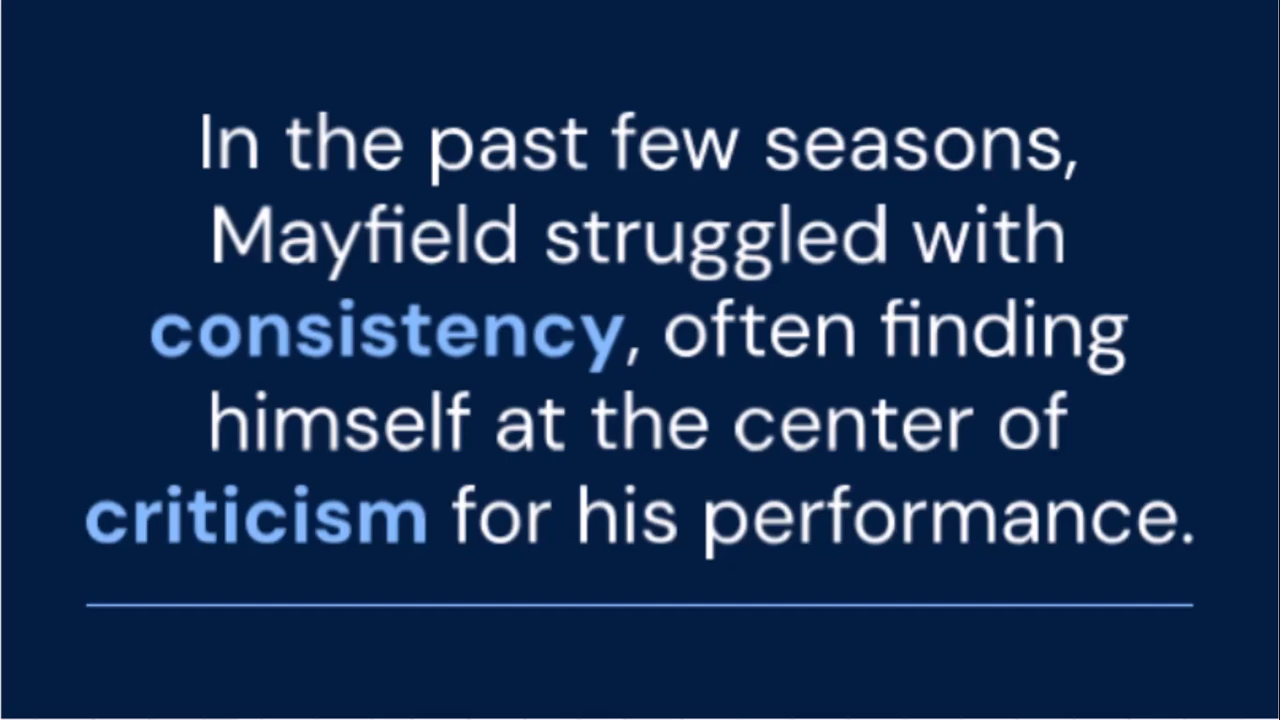 In the past few seasons,
Mayfield struggled with
consistency, often finding
himself at the center of
criticism for his performance.